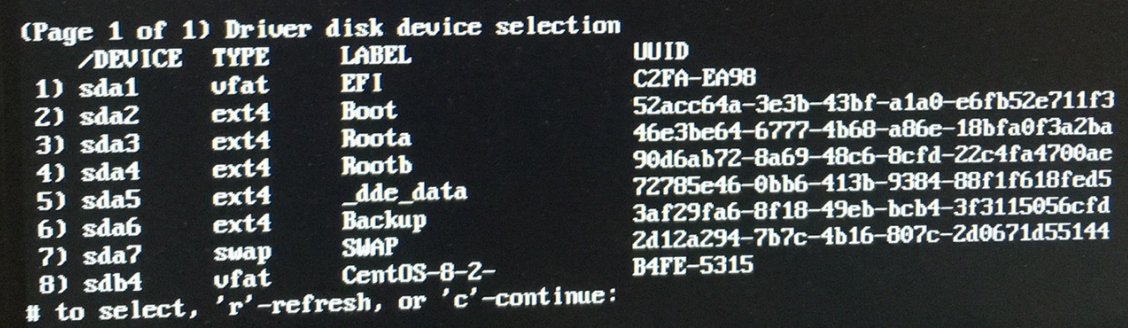 (Page 1 of 1) Driver disk device selection
/DEVICE TYPE LABEL UUID
1) sda1 vfat EFI C2FA-EA98
2) sda2 ext4 Boot 52acc64a-3e3b-43bf-a1a0-e6fb52e711f3
3) sda3 ext4 Roota 46e3be64-6777-4b68-a86e-18bfa0f3a2ba
4) sda4 ext4 Rootb 90d6ab72-8a69-48c6-8cfd-22c4fa4700ae
5) sda5 ext4 _dde_data 72785e46-0bb6-413b-9384-88f1f618fed5
6) sda6 ext4 Backup 3af29fa6-8f18-49eb-bcb4-3f3115056cfd
7) sda7 swap SWAP 2d12a294-7b7c-4b16-807c-2d0671d55144
8) sdb4 vfat CentOS-8-2- B4FE-5315
# to select, 'r'-refresh, or 'c'-continue: